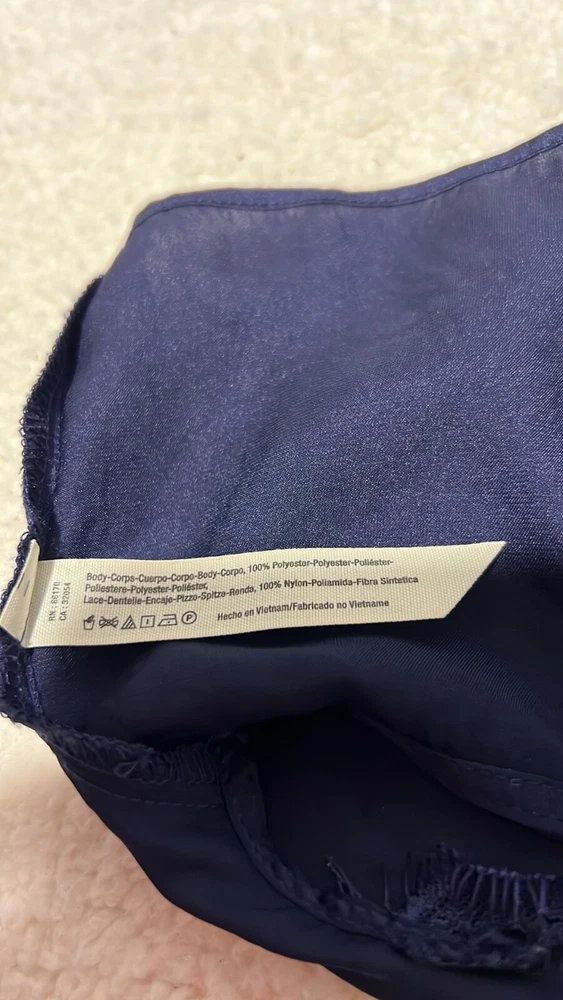 Body-Corps-Cuerpo-Corpo-Body-Corpo, 100% Polyester-Polyester-Poliéster-
Poliestere-Polyester-Poliéster,
Lace-Dentelle-Encaje-Pizzo-Spitze-Renda, 100% Nylon-Poliamida-Fibra Sintetica
P Hecho en Vietnam/Fabricado no Vietname
RN : 66170
CA : 32054